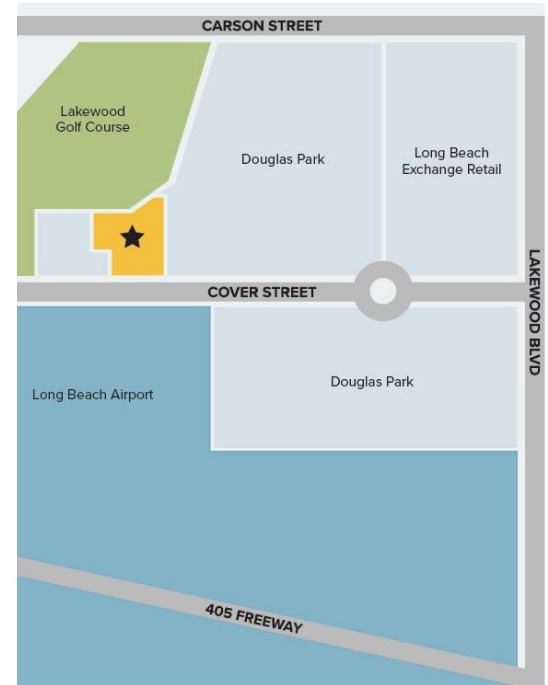 CARSON STREET
Lakewood
Golf Course
Douglas Park
Long Beach
Exchange Retail
COVER STREET
LAKEWOOD BLVD
Long Beach Airport
Douglas Park
405 FREEWAY